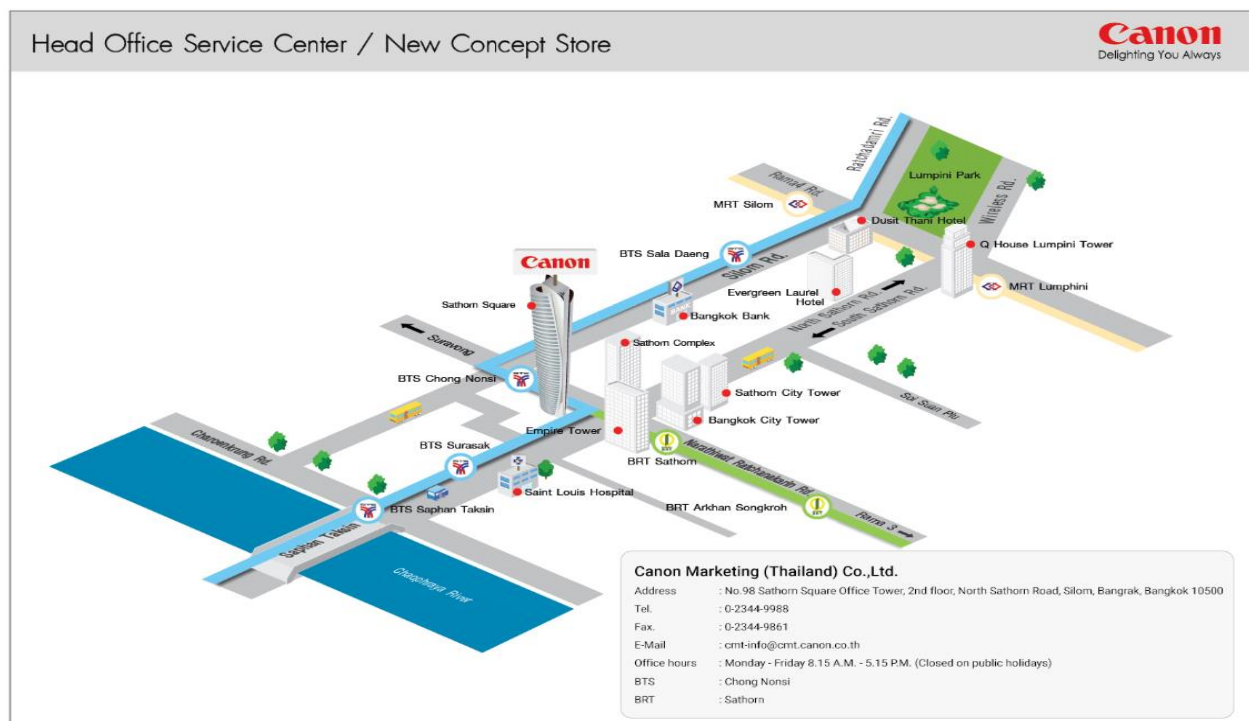 Head Office Service Center / New Concept Store
Canon
Delighting You Always
Ratchadamri Rd.
Rama4 Rd.
Lumpini Park
Wireless Rd.
MRT Silom
Dusit Thani Hotel
Q House Lumpini Tower
BTS Sala Daeng
Silom Rd.
Canon
Evergreen Laurel
Hotel
MRT Lumphini
Sathorn Square
North Sathorn Rd.
South Sathorn Rd.
Bangkok Bank
Surawong
Sathorn Complex
BTS Chong Nonsi
Sathorn City Tower
Soi Suan Plu
Bangkok City Tower
Empire Tower
Charoenkrung Rd.
BTS Surasak
BRT Sathorn
Narathiwat Ratchanakarin Rd.
Saint Louis Hospital
BTS Saphan Taksin
BRT Arkhan Songkroh
Rama 3
Saphan Taksin
Chaophraya River
Canon Marketing (Thailand) Co.,Ltd.
Address : No.98 Sathorn Square Office Tower, 2nd floor, North Sathorn Road, Silom, Bangrak, Bangkok 10500
Tel. : 0-2344-9988
Fax. : 0-2344-9861
E-Mail : cmt-info@cmt.canon.co.th
Office hours : Monday - Friday 8.15 A.M. - 5.15 P.M. (Closed on public holidays)
BTS : Chong Nonsi
BRT : Sathorn